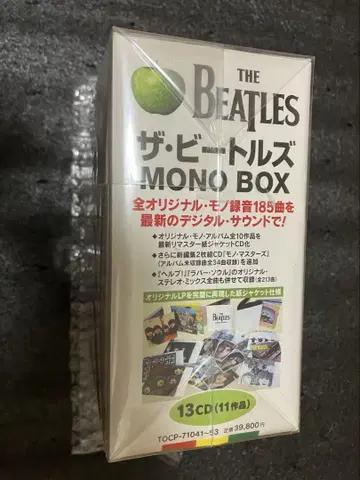 THE
BEATLES
ザ・ビートルズ
MONO BOX
全オリジナル・モノ録音185曲を
最新のデジタル・サウンドで!
◆オリジナル・モノ・アルバム全10作品を
最新リマスター紙ジャケットCD化
◆さらに新編集2枚組CD『モノ・マスターズ』
(アルバム未収録曲全34曲収録)を追加
◆『ヘルプ!』『ラバー・ソウル』のオリジナル・
ステレオ・ミックス全曲も併せて収録(全213曲)
オリジナルLPを完璧に再現した紙ジャケット仕様
13CD(11作品)
TOCP-71041~53 定価39,800円